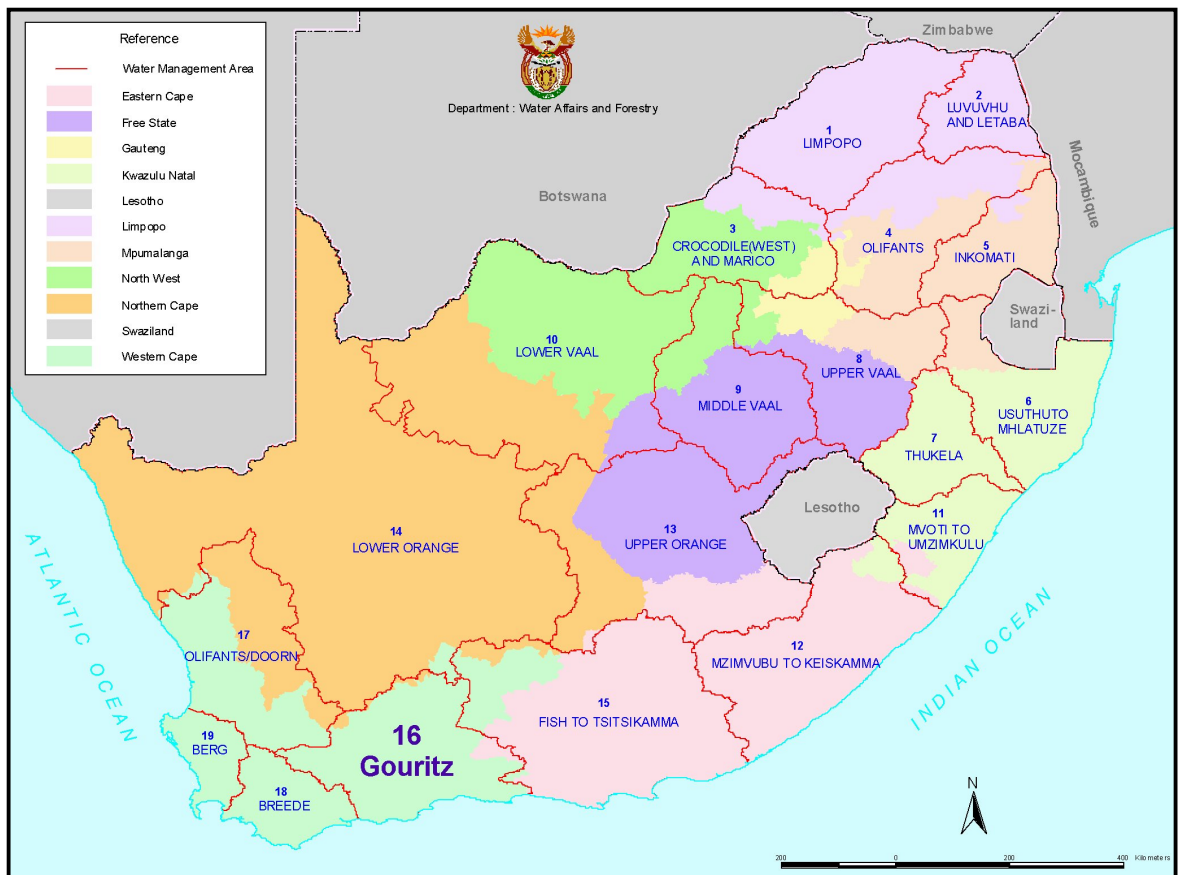 Reference
Water Management Area
Eastern Cape
Free State
Gauteng
Kwazulu Natal
Lesotho
Limpopo
Mpumalanga
North West
Northern Cape
Swaziland
Western Cape
Department : Water Affairs and Forestry
Zimbabwe
Botswana
Mocambique
1
LIMPOPO
2
LUVUVHU
AND LETABA
3
CROCODILE(WEST)
AND MARICO
4
OLIFANTS
5
INKOMATI
Swazi-
land
10
LOWER VAAL
9
MIDDLE VAAL
8
UPPER VAAL
6
USUTHUTO
MHLATUZE
7
THUKELA
Lesotho
11
MVOTI TO
UMZIMKULU
14
LOWER ORANGE
13
UPPER ORANGE
17
OLIFANTS/DOORN
12
MZIMVUBU TO KEISKAMMA
15
FISH TO TSITSIKAMMA
16
Gouritz
19
BERG
18
BREEDE
ATLANTIC OCEAN
INDIAN OCEAN
N
200 0 200 400 Kilometers